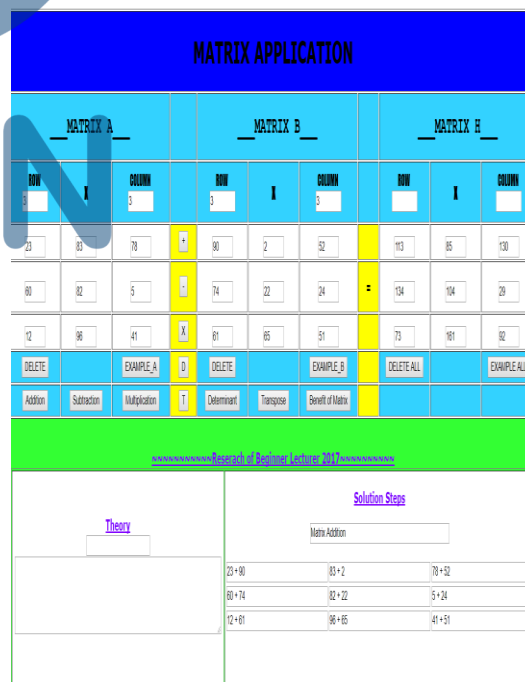 MATRIX APPLICATION
__MATRIX A__ __MATRIX B__ __MATRIX H__
ROW X COLUMN ROW X COLUMN ROW X COLUMN
3 3 3 3
23 83 78 + 90 2 52 113 85 130
60 82 5 - 74 22 24 = 134 104 29
12 96 41 X 61 65 51 73 161 92
DELETE EXAMPLE_A D DELETE EXAMPLE_B DELETE ALL EXAMPLE ALL
Addition Subtraction Multiplication T Determinant Transpose Benefit of Matrix
~~~~~~~~~~Reserach of Beginner Lecturer 2017~~~~~~~~~~
Theory
Solution Steps
Matrix Addition
23 + 90 83 + 2 78 + 52
60 + 74 82 + 22 5 + 24
12 + 61 96 + 65 41 + 51